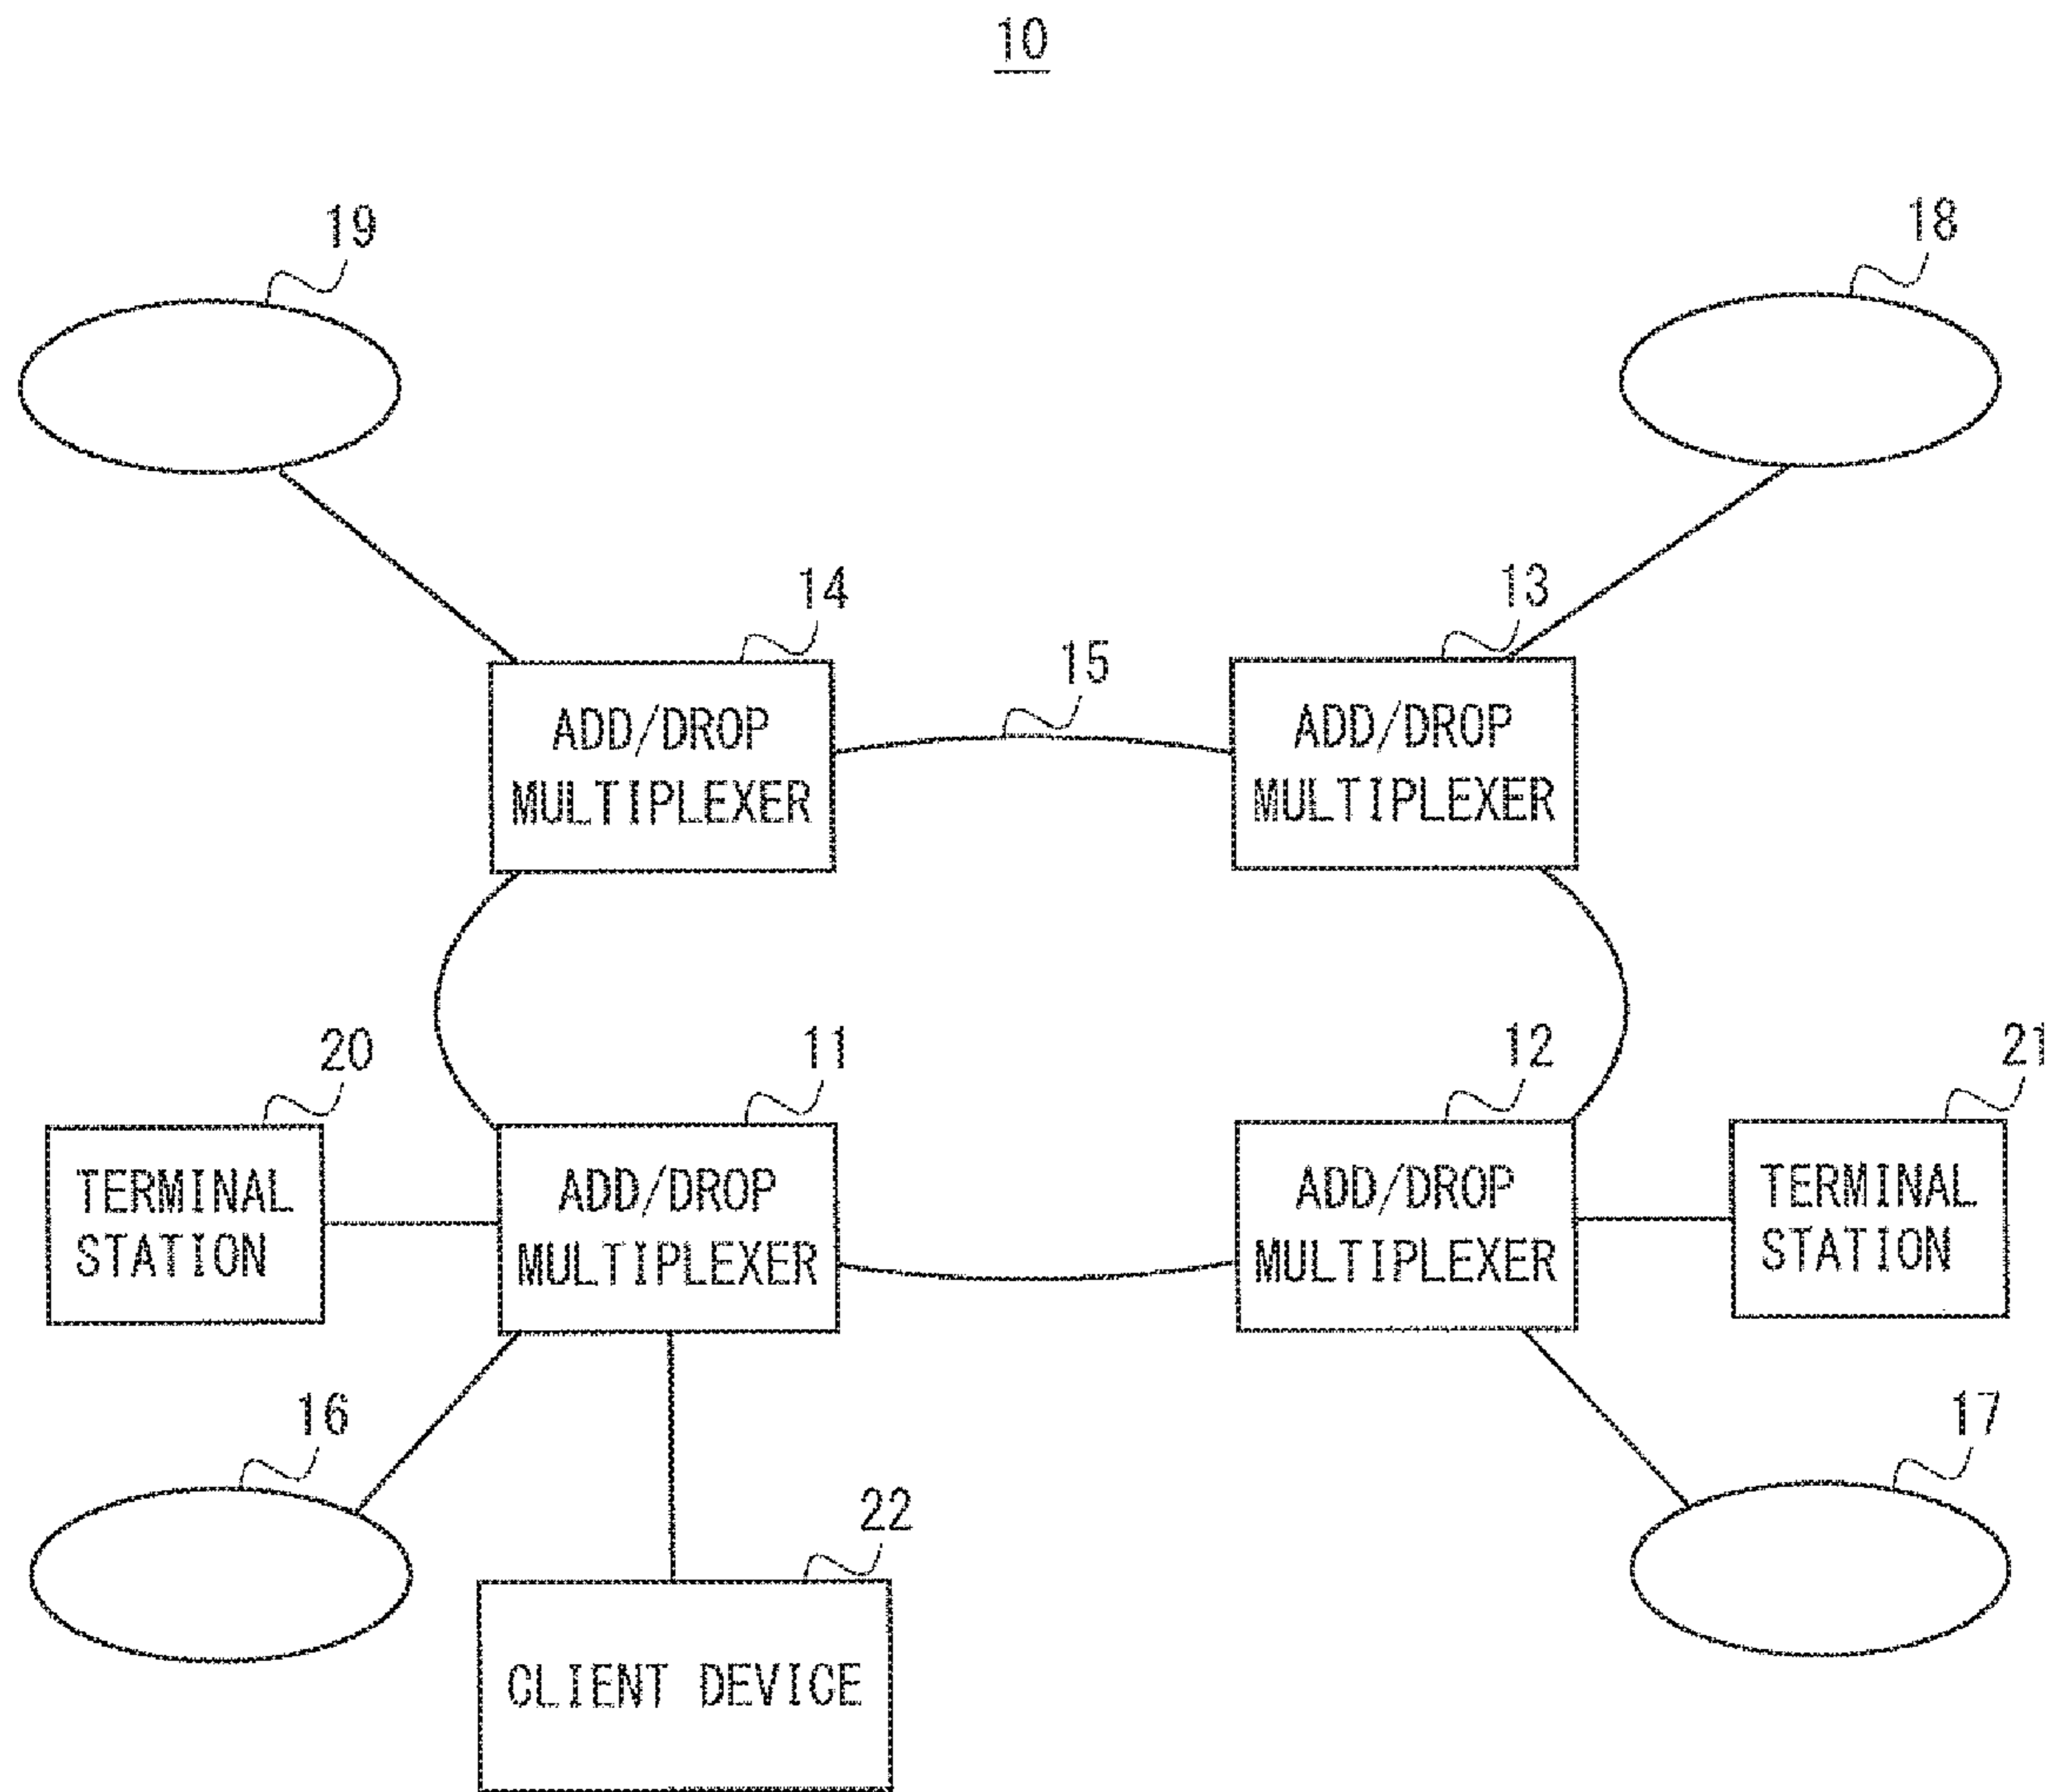 10
19
18
14
13
15
ADD/DROP
MULTIPLEXER
ADD/DROP
MULTIPLEXER
20
11
12
21
TERMINAL
STATION
ADD/DROP
MULTIPLEXER
ADD/DROP
MULTIPLEXER
TERMINAL
STATION
16
17
22
CLIENT DEVICE